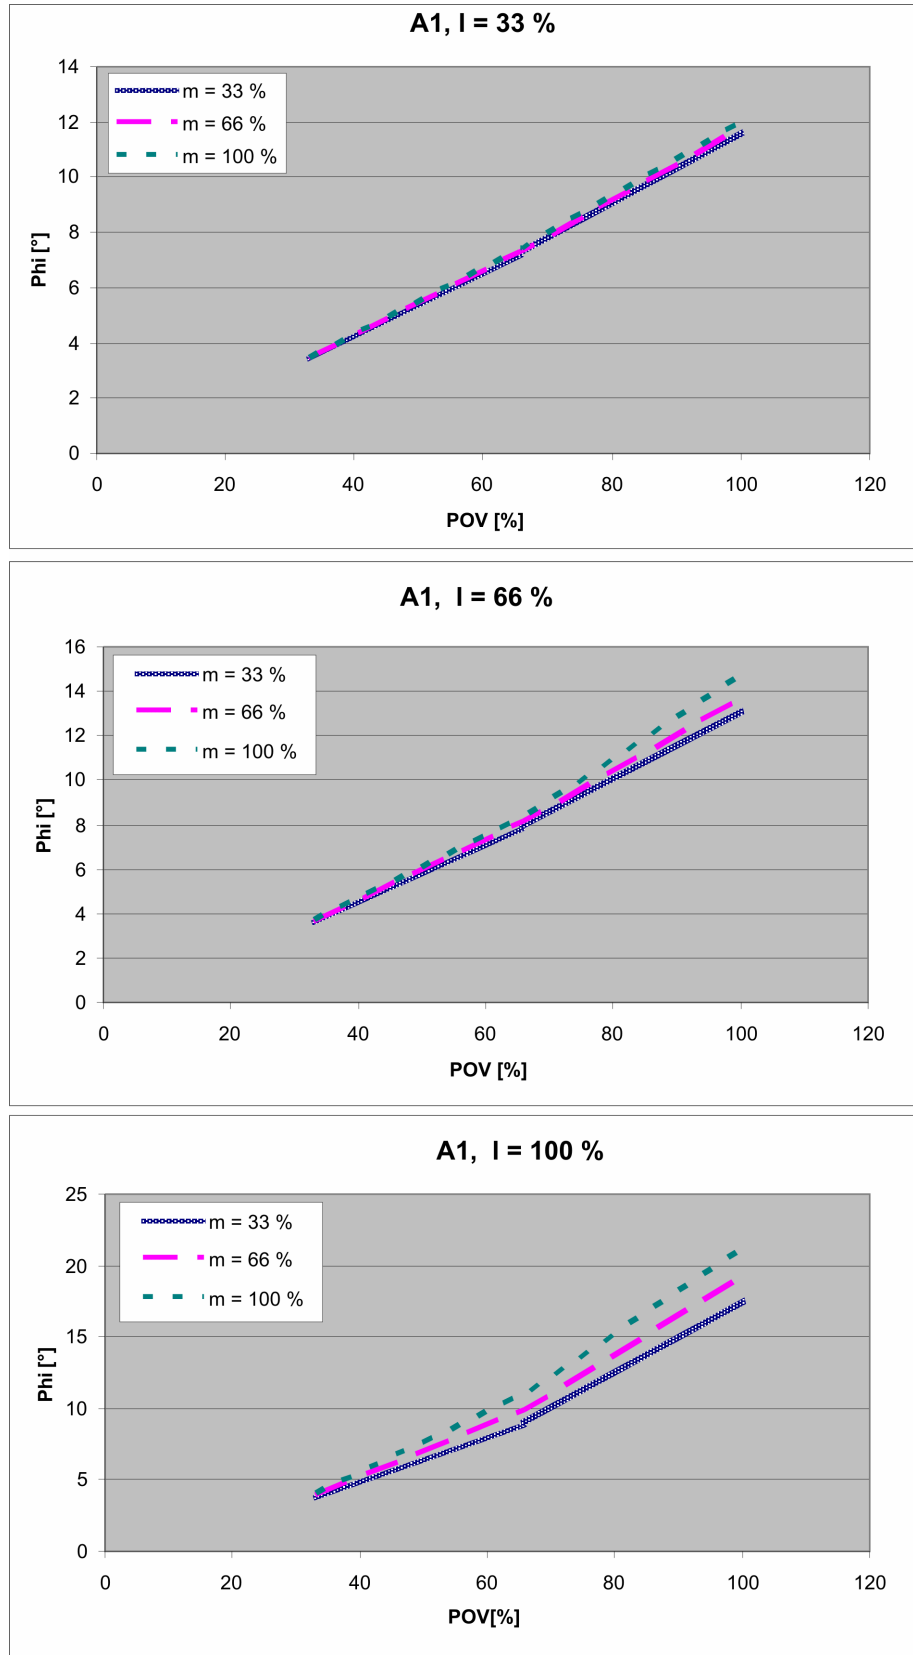 A1, l = 33 %
14
12
10
8
6
4
2
0
m = 33 %
m = 66 %
m = 100 %
Phi [°]
0 20 40 60 80 100 120
POV [%]
A1, l = 66 %
16
14
12
10
8
6
4
2
0
m = 33 %
m = 66 %
m = 100 %
Phi [°]
0 20 40 60 80 100 120
POV [%]
A1, l = 100 %
25
20
15
10
5
0
m = 33 %
m = 66 %
m = 100 %
Phi [°]
0 20 40 60 80 100 120
POV[%]